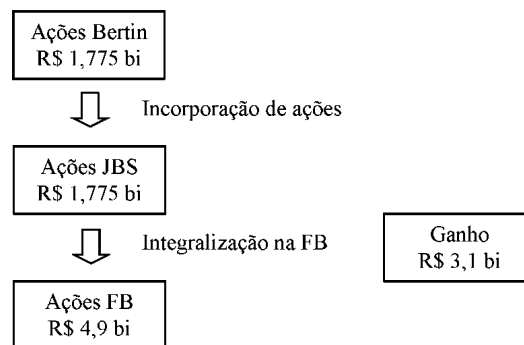 Ações Bertin
R$ 1,775 bi
Incorporação de ações
Ações JBS
R$ 1,775 bi
Integralização na FB
Ganho
R$ 3,1 bi
Ações FB
R$ 4,9 bi